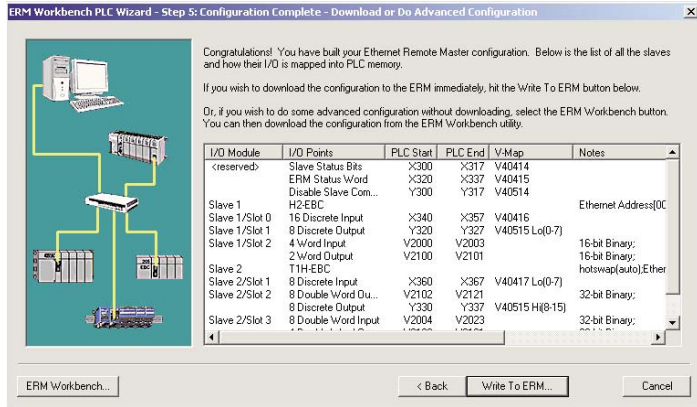 ERM Workbench PLC Wizard - Step 5: Configuration Complete - Download or Do Advanced Configuration
Congratulations! You have built your Ethernet Remote Master configuration. Below is the list of all the slaves
and how their I/O is mapped into PLC memory.
If you wish to download the configuration to the ERM immediately, hit the Write To ERM button below.
Or, if you wish to do some advanced configuration without downloading, select the ERM Workbench button.
You can then download the configuration from the ERM Workbench utility.
I/O Module I/O Points PLC Start PLC End V-Map Notes
<reserved> Slave Status Bits X300 X317 V40414
ERM Status Word X320 X337 V40415
Disable Slave Com... Y300 Y317 V40514
Slave 1 H2-EBC Ethernet Address[00
Slave 1/Slot 0 16 Discrete Input X340 X357 V40416
Slave 1/Slot 1 8 Discrete Output Y320 Y327 V40515 Lo(0-7)
Slave 1/Slot 2 4 Word Input V2000 V2003 16-bit Binary;
2 Word Output V2100 V2101 16-bit Binary;
Slave 2 T1H-EBC hotswap(auto);Ether
Slave 2/Slot 1 8 Discrete Input X360 X367 V40417 Lo(0-7)
Slave 2/Slot 2 8 Double Word Ou... V2102 V2121 32-bit Binary;
8 Discrete Output Y330 Y337 V40515 Hi(8-15)
Slave 2/Slot 3 8 Double Word Input V2004 V2023 32-bit Binary;
ERM Workbench...
< Back
Write To ERM...
Cancel